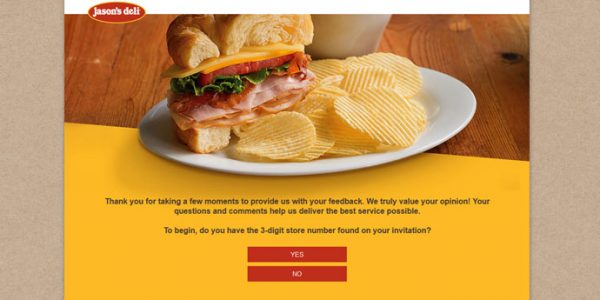 jason's deli
Thank you for taking a few moments to provide us with your feedback. We truly value your opinion! Your
questions and comments help us deliver the best service possible.
To begin, do you have the 3-digit store number found on your invitation?
YES
NO